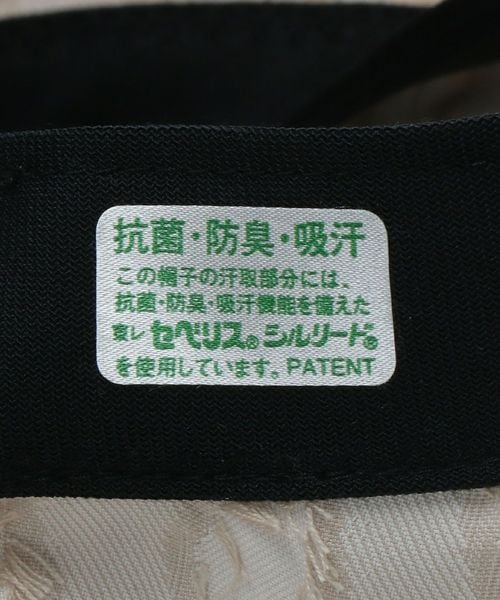 抗菌・防臭・吸汗
この帽子の汗取部分には、
抗菌・防臭・吸汗機能を備えた
東レ セベリス® シルリード®
を使用しています。PATENT